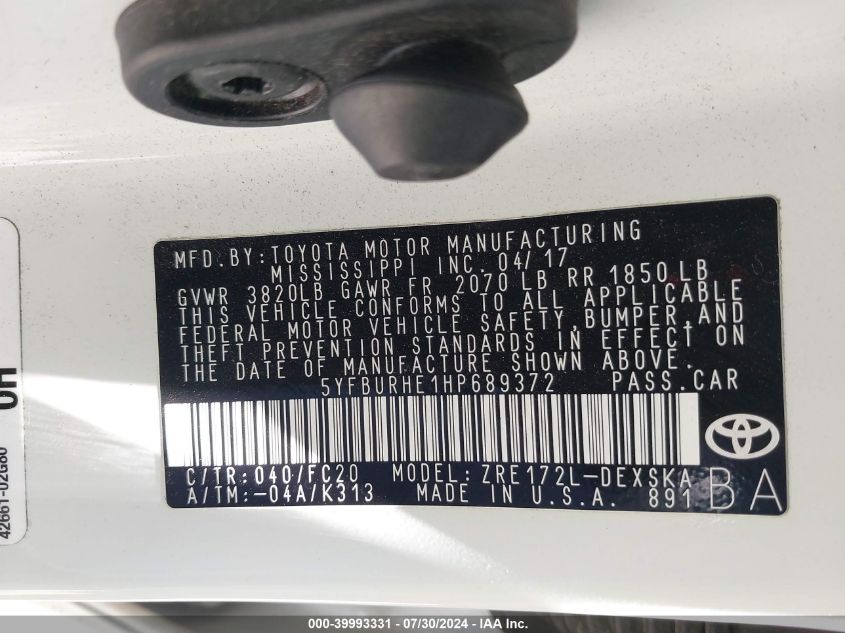 MFD.BY:TOYOTA MOTOR MANUFACTURING
MISSISSIPPI INC. 04/17
GVWR 3820LB GAWR FR 2070 LB RR 1850 LB
THIS VEHICLE CONFORMS TO ALL APPLICABLE
FEDERAL MOTOR VEHICLE SAFETY,BUMPER,AND
THEFT PREVENTION STANDARDS IN EFFECT ON
THE DATE OF MANUFACTURE SHOWN ABOVE.
5YFBURHE1HP689372 PASS.CAR
C/TR: 040/FC20 MODEL: ZRE172L-DEXSKA
A/TM:-04A/K313 MADE IN U.S.A. 891
BA
42661-02G80
000-39993331 - 07/30/2024 - IAA Inc.